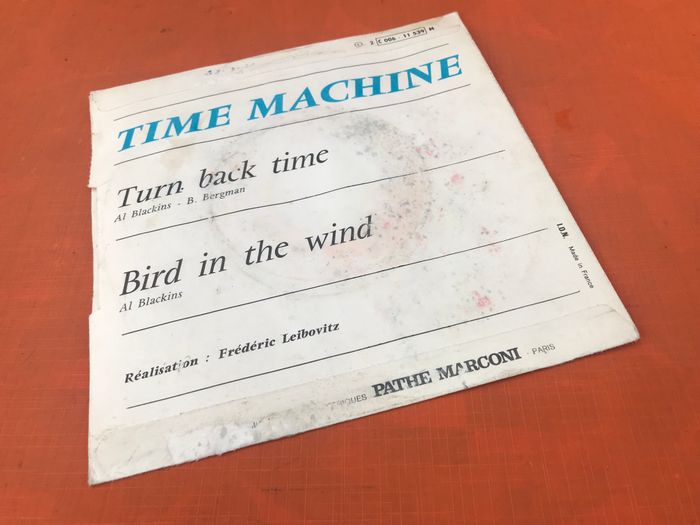 2 C 006 - 11 539 M
TIME MACHINE
Turn back time
Al Blackins - B. Bergman
Bird in the wind
Al Blackins
I.D.N. Made in France
Réalisation : Frédéric Leibovitz
PATHE MARCONI - PARIS